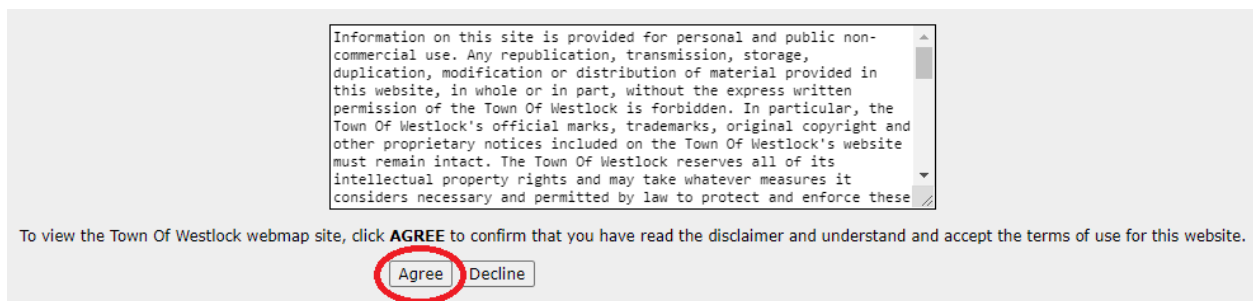 Information on this site is provided for personal and public non-
commercial use. Any republication, transmission, storage,
duplication, modification or distribution of material provided in
this website, in whole or in part, without the express written
permission of the Town Of Westlock is forbidden. In particular, the
Town Of Westlock's official marks, trademarks, original copyright and
other proprietary notices included on the Town Of Westlock's website
must remain intact. The Town Of Westlock reserves all of its
intellectual property rights and may take whatever measures it
considers necessary and permitted by law to protect and enforce these
To view the Town Of Westlock webmap site, click AGREE to confirm that you have read the disclaimer and understand and accept the terms of use for this website.
Agree Decline